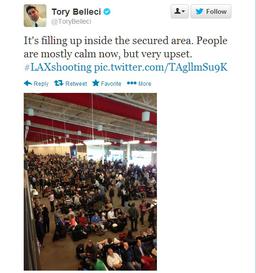 Tory Belleci
@ToryBelleci
Follow
It's filling up inside the secured area. People
are mostly calm now, but very upset.
#LAXshooting pic.twitter.com/TAgllmSu9K
Reply Retweet Favorite More